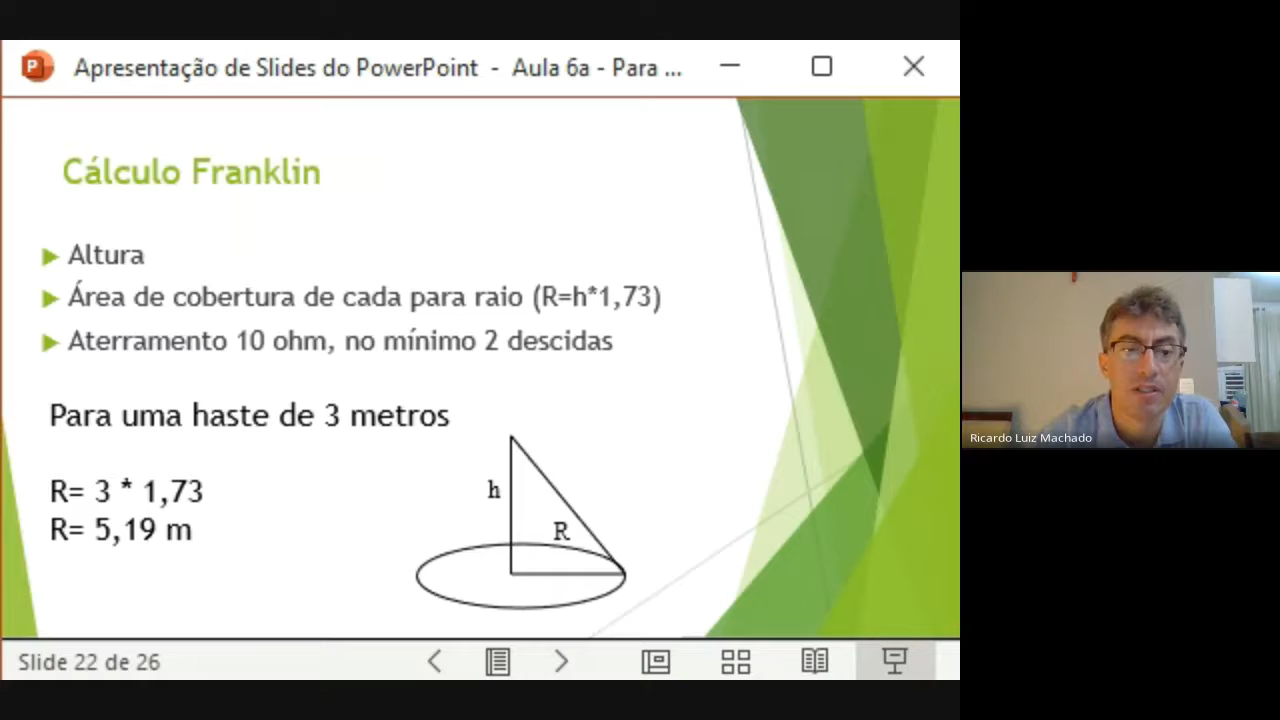 Apresentação de Slides do PowerPoint - Aula 6a - Para ...
Cálculo Franklin
Altura
Área de cobertura de cada para raio (R=h*1,73)
Aterramento 10 ohm, no mínimo 2 descidas
Para uma haste de 3 metros
R= 3 * 1,73
R= 5,19 m
h
R
Ricardo Luiz Machado
Slide 22 de 26